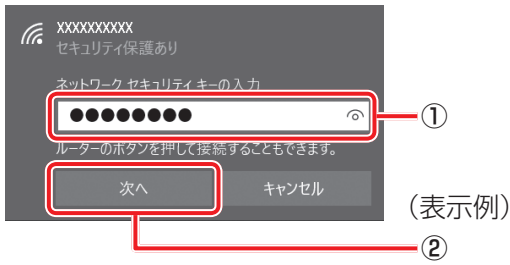 XXXXXXXXXX
セキュリティ保護あり
ネットワーク セキュリティ キーの入力
●●●●●●●●
①
ルーターのボタンを押して接続することもできます。
次へ
キャンセル
（表示例）
②